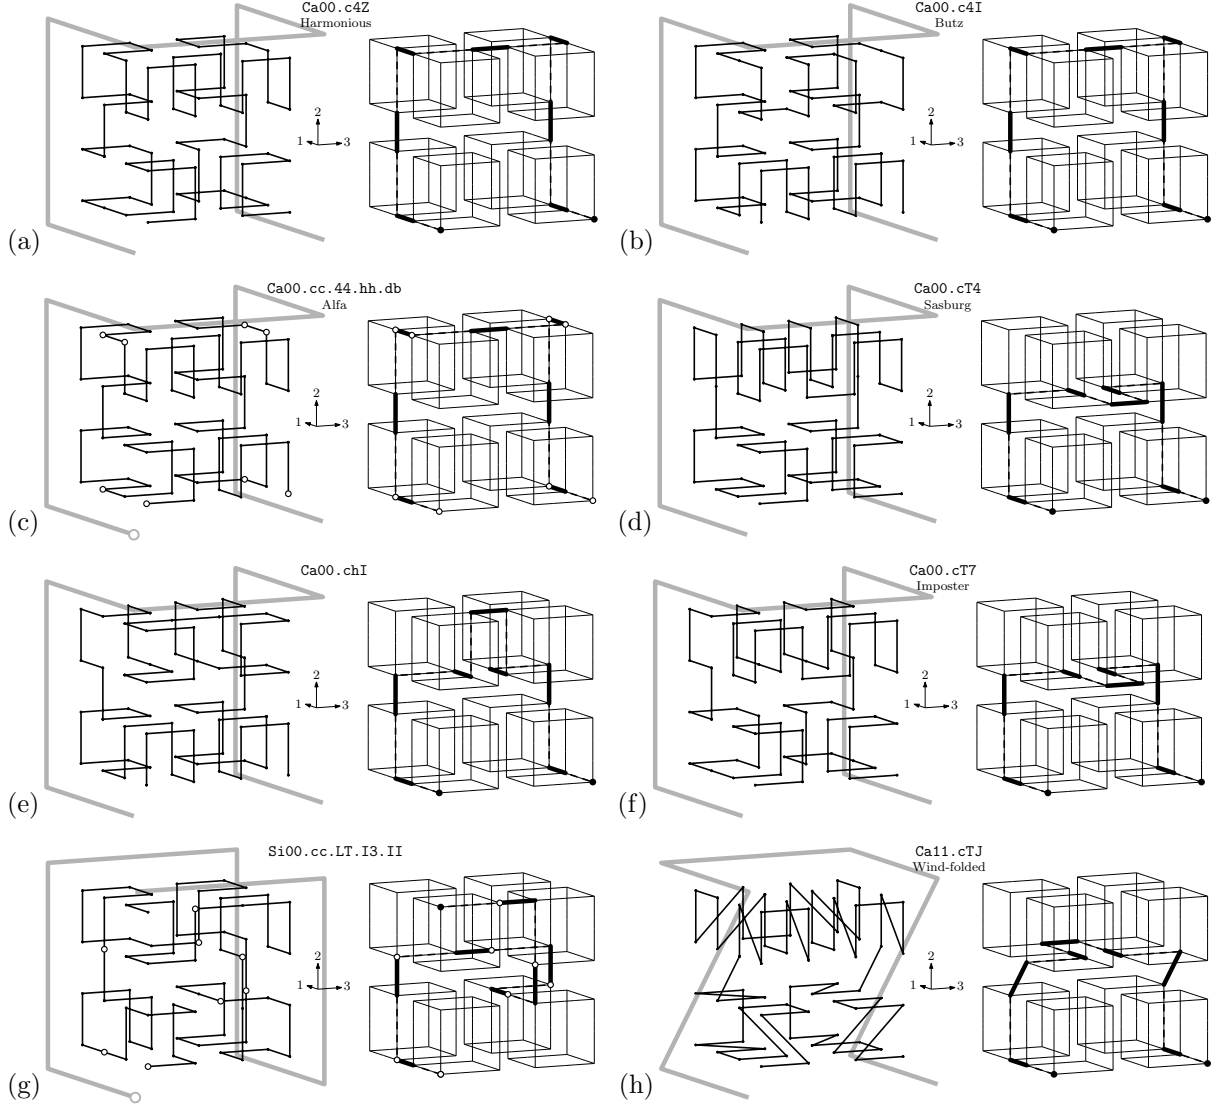 Ca00.c4Z
Harmonious
2
1
3
(a)
Ca00.c4I
Butz
2
1
3
(b)
Ca00.cc.44.hh.db
Alfa
2
1
3
(c)
Ca00.cT4
Sasburg
2
1
3
(d)
Ca00.chI
2
1
3
(e)
Ca00.cT7
Imposter
2
1
3
(f)
Si00.cc.LT.I3.II
2
1
3
(g)
Ca11.cTJ
Wind-folded
2
1
3
(h)